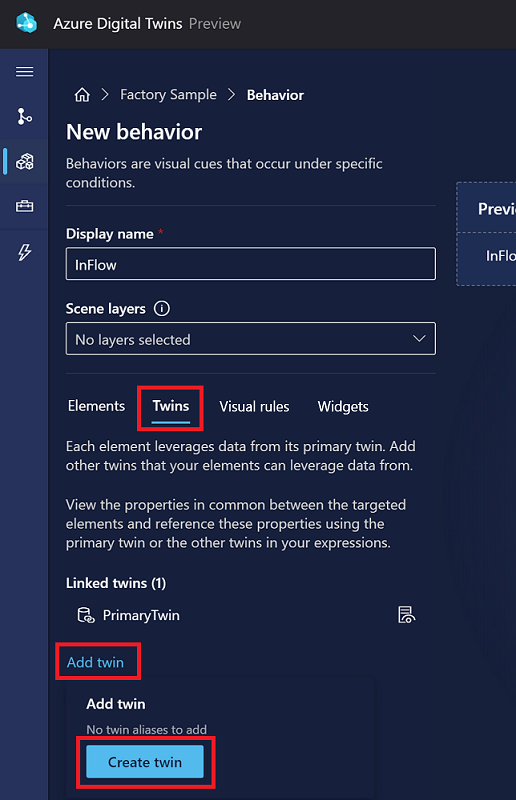 Azure Digital Twins Preview
Factory Sample Behavior
New behavior
Behaviors are visual cues that occur under specific
conditions.
Display name *
InFlow
Scene layers
No layers selected
Previ
InFlo
Elements Twins Visual rules Widgets
Each element leverages data from its primary twin. Add
other twins that your elements can leverage data from.
View the properties in common between the targeted
elements and reference these properties using the
primary twin or the other twins in your expressions.
Linked twins (1)
PrimaryTwin
Add twin
Add twin
No twin aliases to add
Create twin